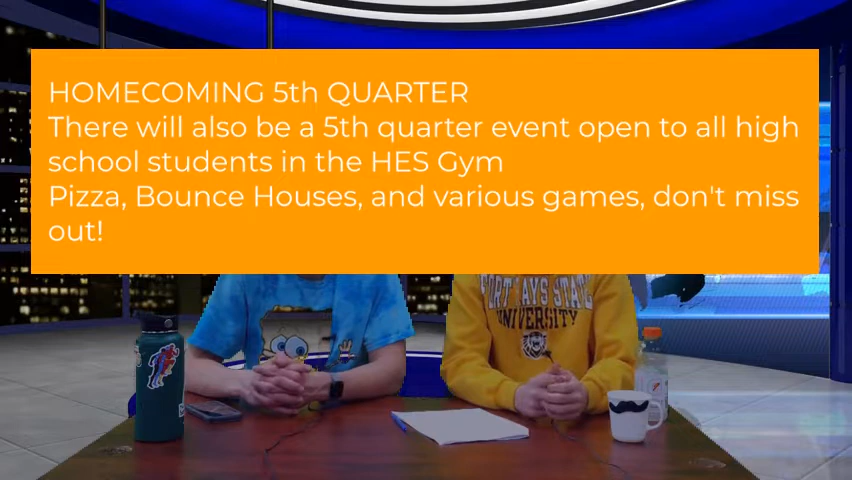 HOMECOMING 5th QUARTER
There will also be a 5th quarter event open to all high
school students in the HES Gym
Pizza, Bounce Houses, and various games, don't miss
out!
FORT HAYS STATE
UNIVERSITY